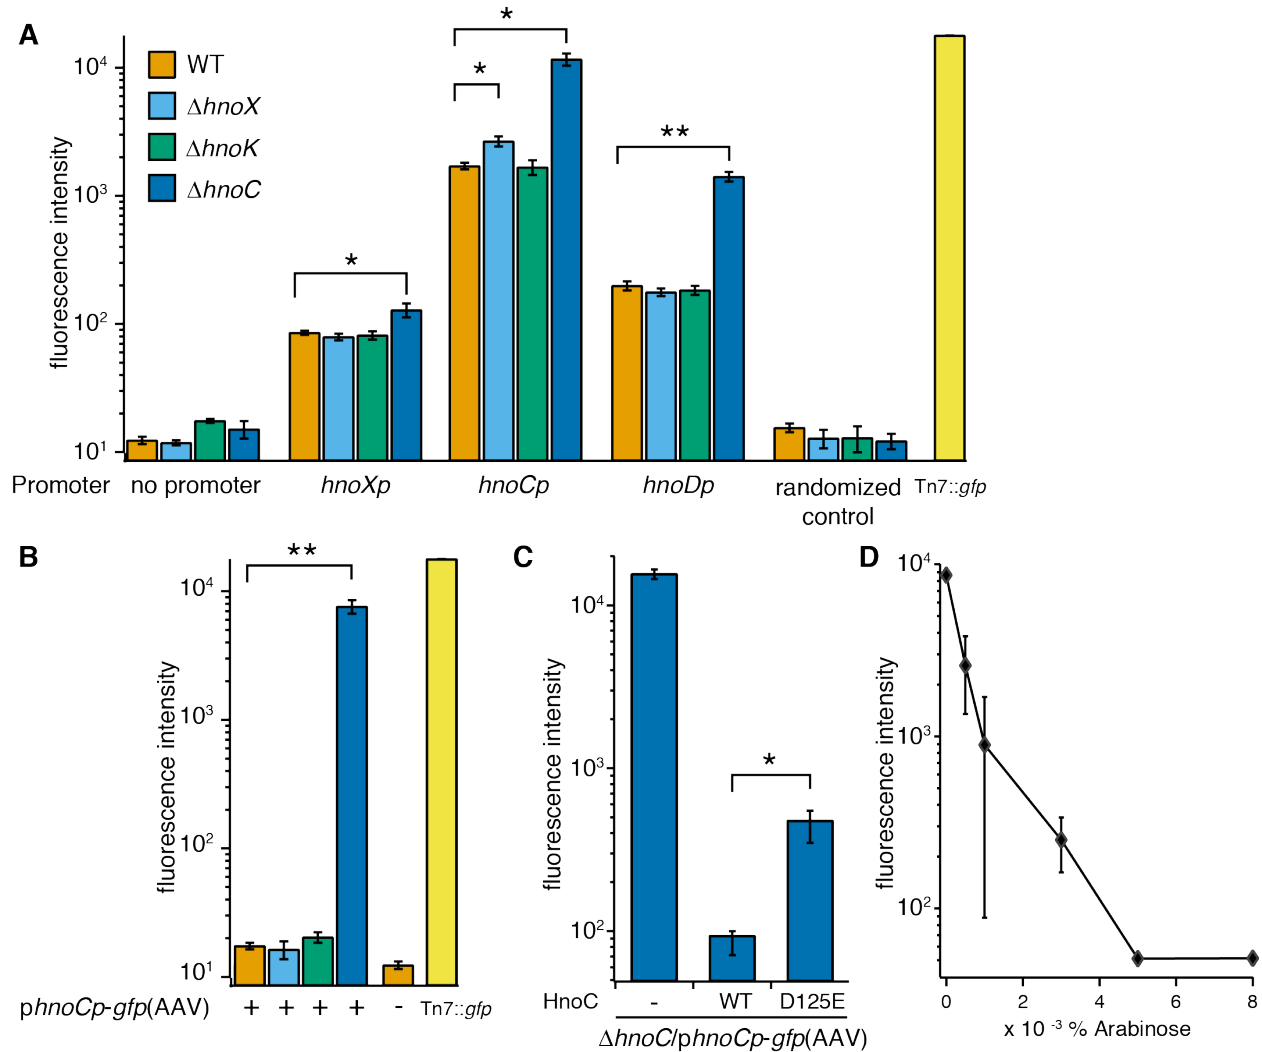 A
WT
ΔhnoX
ΔhnoK
ΔhnoC
fluorescence intensity
10⁴
10³
10²
10¹
*
*
*
**
Promoter no promoter hnoXp hnoCp hnoDp randomized control Tn7::gfp
B
fluorescence intensity
10⁴
10³
10²
10¹
**
phnoCp-gfp(AAV) + + + + - Tn7::gfp
C
fluorescence intensity
10⁴
10³
10²
*
HnoC - WT D125E
ΔhnoC/phnoCp-gfp(AAV)
D
fluorescence intensity
10⁴
10³
10²
0 2 4 6 8
x 10 ⁻³ % Arabinose